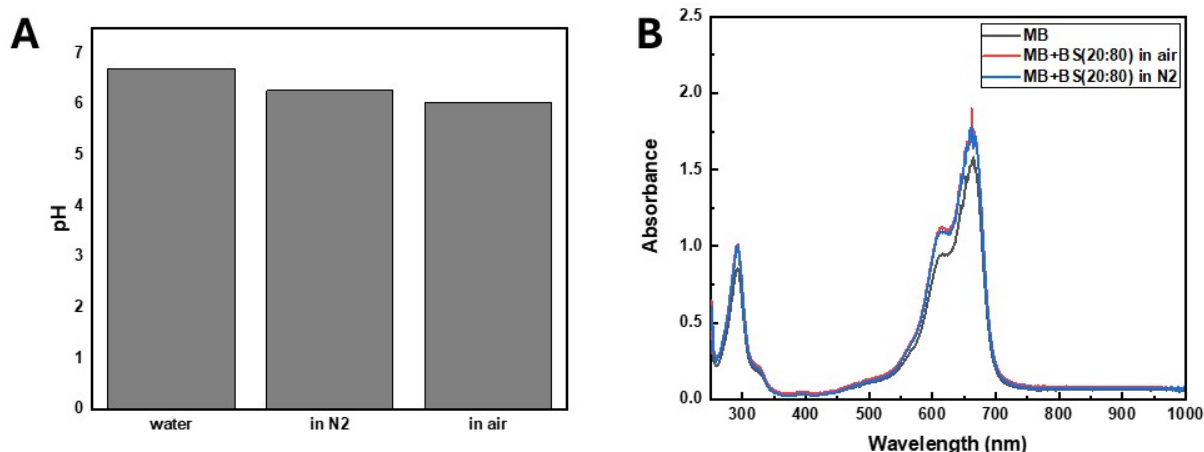 A
pH
7
6
5
4
3
2
1
0
water
in N2
in air
B
Absorbance
2.5
2.0
1.5
1.0
0.5
0.0
MB
MB+BS(20:80) in air
MB+BS(20:80) in N2
300
400
500
600
700
800
900
1000
Wavelength (nm)